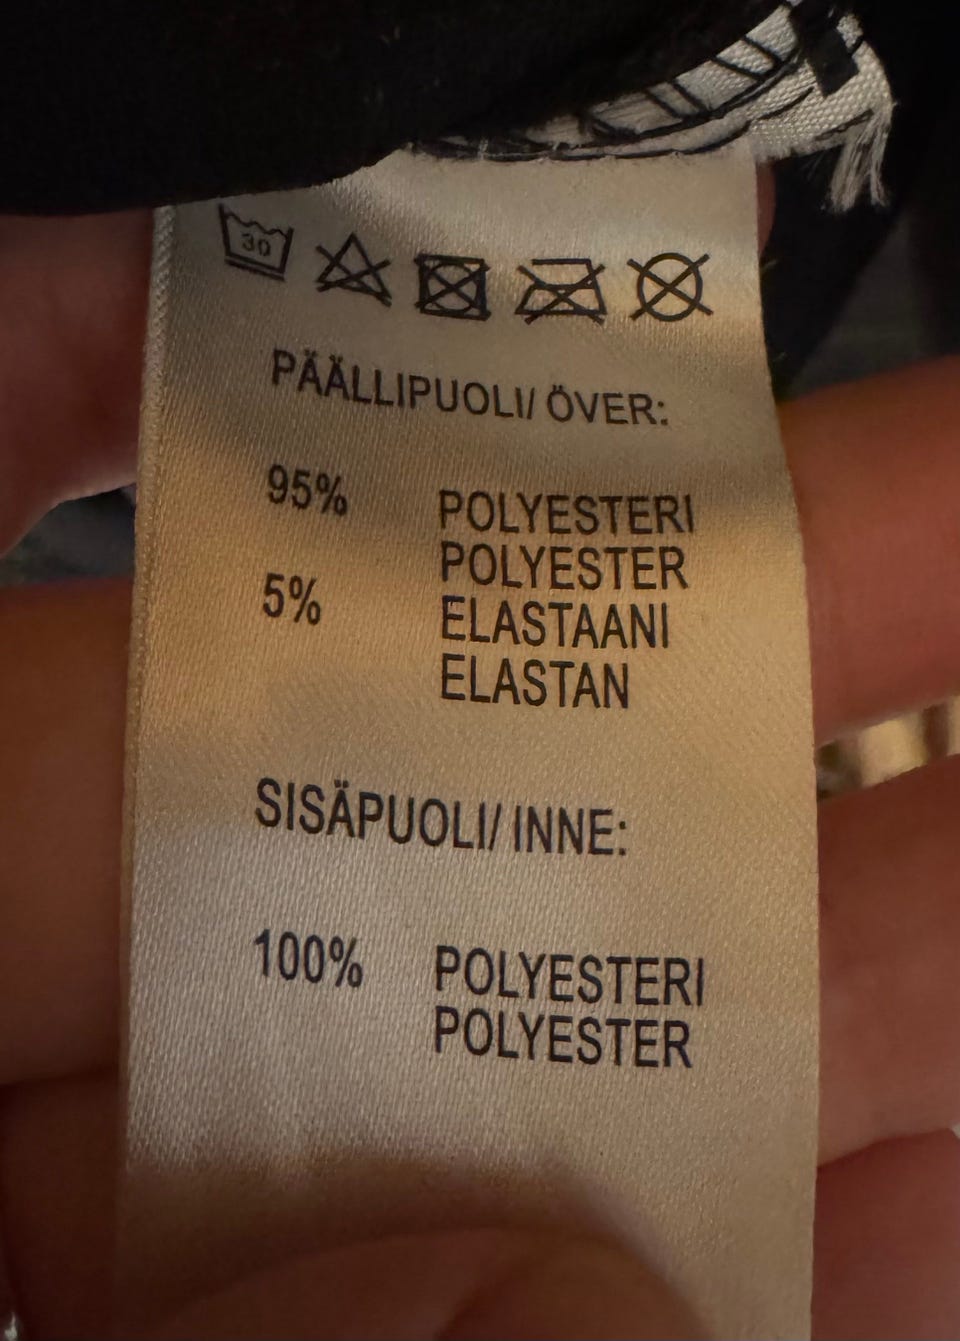 30
PÄÄLLIPUOLI/ ÖVER:
95% POLYESTERI
POLYESTER
5% ELASTAANI
ELASTAN
SISÄPUOLI/ INNE:
100% POLYESTERI
POLYESTER